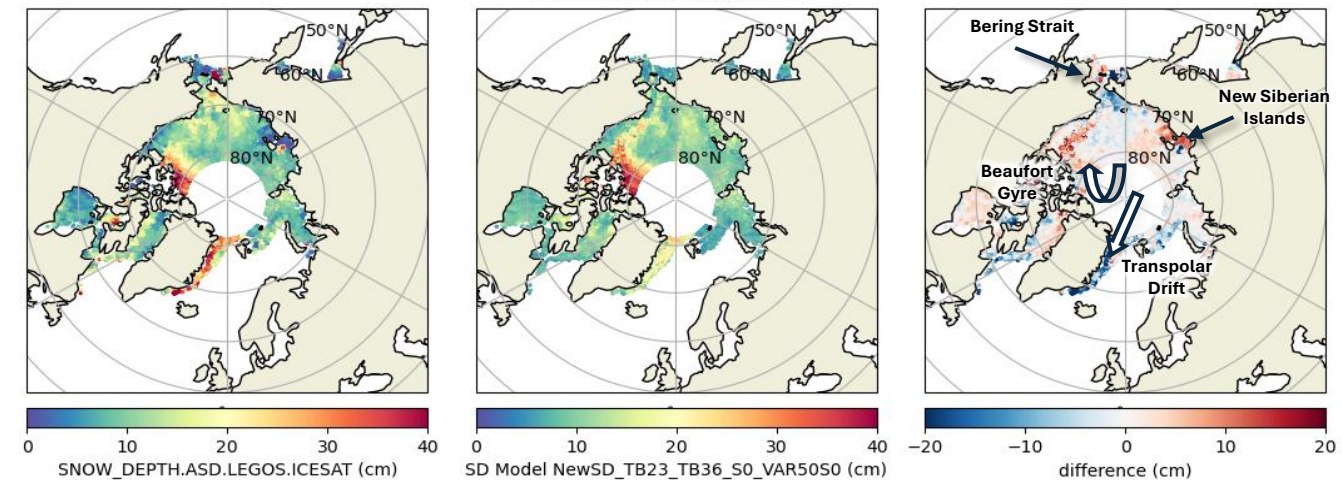 50°N
60°N
70°N
80°N
0 10 20 30 40
SNOW_DEPTH.ASD.LEGOS.ICESAT (cm)
50°N
60°N
70°N
80°N
0 10 20 30 40
SD Model NewSD_TB23_TB36_S0_VAR50S0 (cm)
Bering Strait
50°N
60°N
New Siberian
Islands
70°N
80°N
Beaufort
Gyre
Transpolar
Drift
−20 −10 0 10 20
difference (cm)